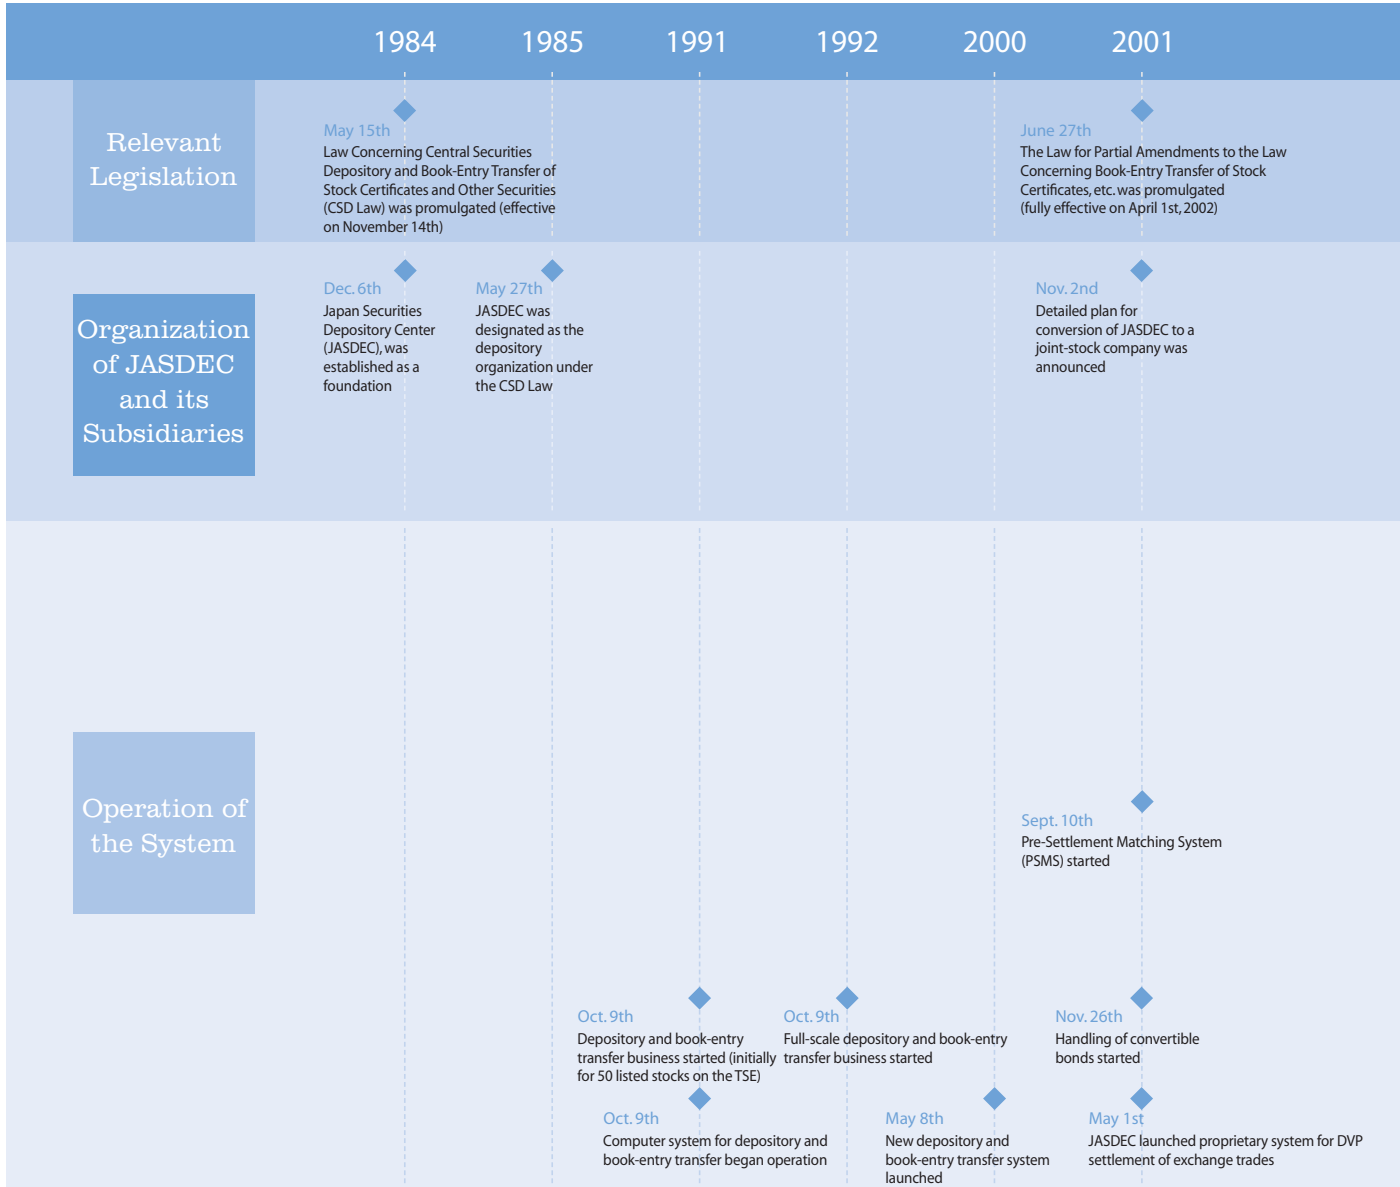 1984 1985 1991 1992 2000 2001
Relevant
Legislation
May 15th
Law Concerning Central Securities
Depository and Book-Entry Transfer of
Stock Certificates and Other Securities
(CSD Law) was promulgated (effective
on November 14th)
June 27th
The Law for Partial Amendments to the Law
Concerning Book-Entry Transfer of Stock
Certificates, etc. was promulgated
(fully effective on April 1st, 2002)
Organization
of JASDEC
and its
Subsidiaries
Dec. 6th
Japan Securities
Depository Center
(JASDEC), was
established as a
foundation
May 27th
JASDEC was
designated as the
depository
organization under
the CSD Law
Nov. 2nd
Detailed plan for
conversion of JASDEC to a
joint-stock company was
announced
Operation of
the System
Sept. 10th
Pre-Settlement Matching System
(PSMS) started
Oct. 9th
Depository and book-entry
transfer business started (initially
for 50 listed stocks on the TSE)
Oct. 9th
Full-scale depository and book-entry
transfer business started
Nov. 26th
Handling of convertible
bonds started
Oct. 9th
Computer system for depository and
book-entry transfer began operation
May 8th
New depository and
book-entry transfer system
launched
May 1st
JASDEC launched proprietary system for DVP
settlement of exchange trades